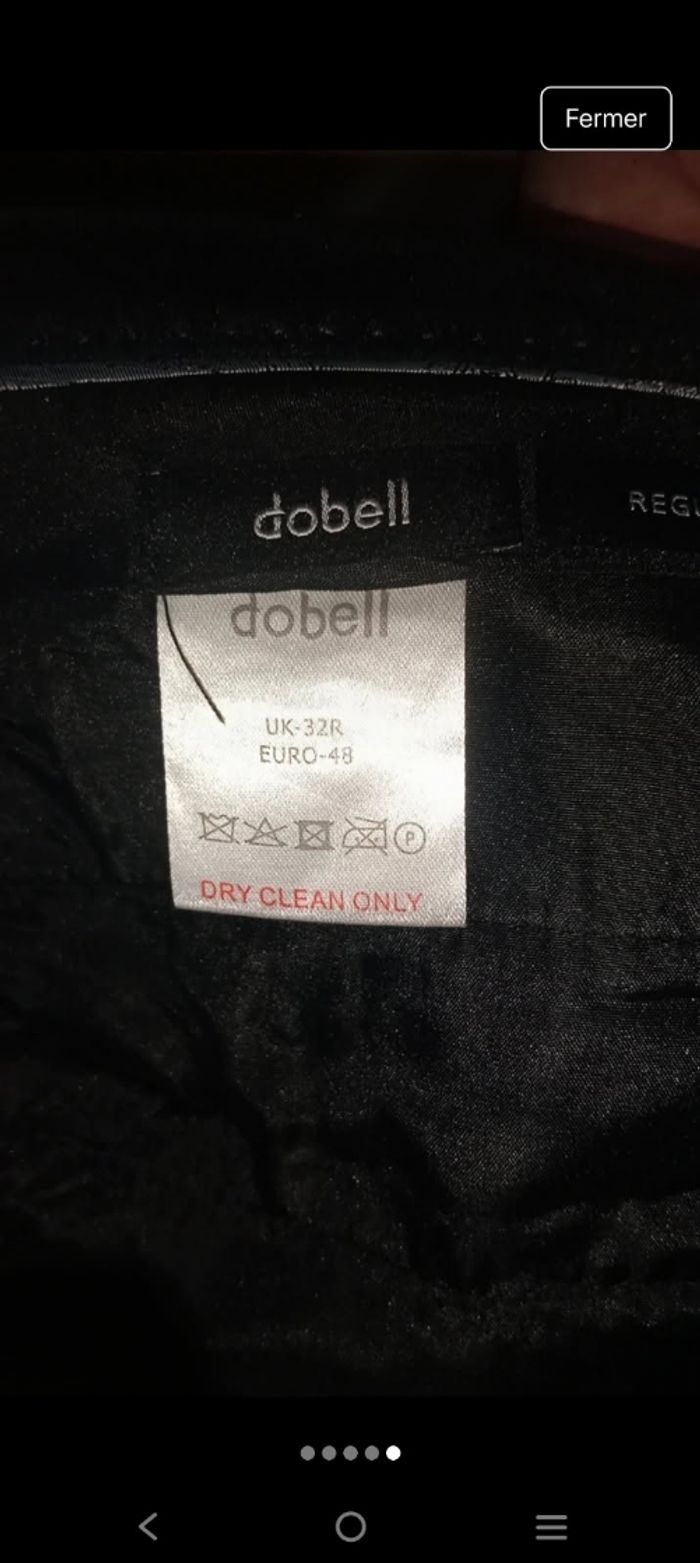 Fermer
dobell
REGU
dobell
UK-32R
EURO-48
P
DRY CLEAN ONLY